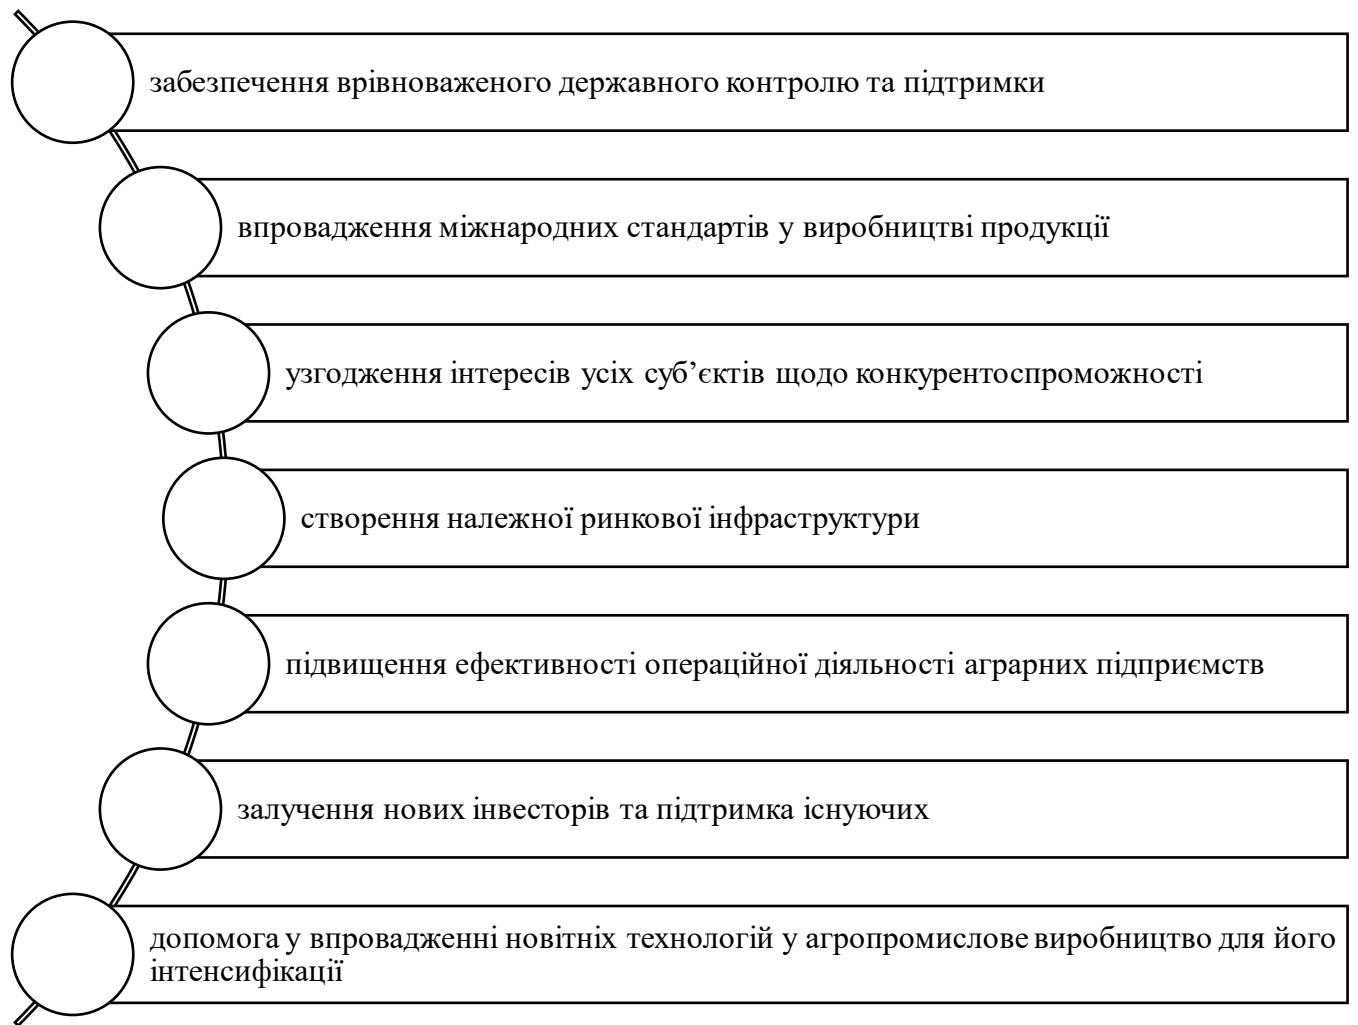 забезпечення врівноваженого державного контролю та підтримки
впровадження міжнародних стандартів у виробництві продукції
узгодження інтересів усіх суб’єктів щодо конкурентоспроможності
створення належної ринкової інфраструктури
підвищення ефективності операційної діяльності аграрних підприємств
залучення нових інвесторів та підтримка існуючих
допомога у впровадженні новітніх технологій у агропромислове виробництво для його
інтенсифікації